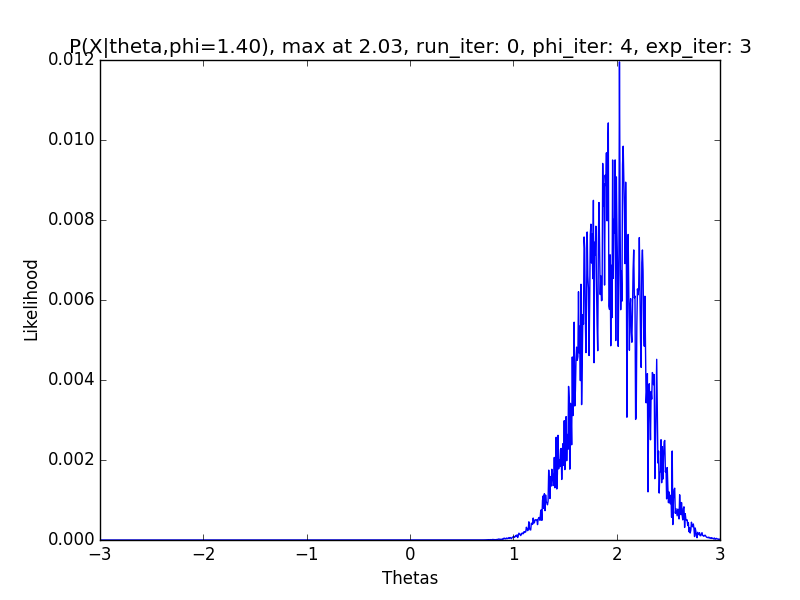 P(X|theta,phi=1.40), max at 2.03, run_iter: 0, phi_iter: 4, exp_iter: 3
0.012
0.010
0.008
0.006
0.004
0.002
0.000
Likelihood
−3 −2 −1 0 1 2 3
Thetas